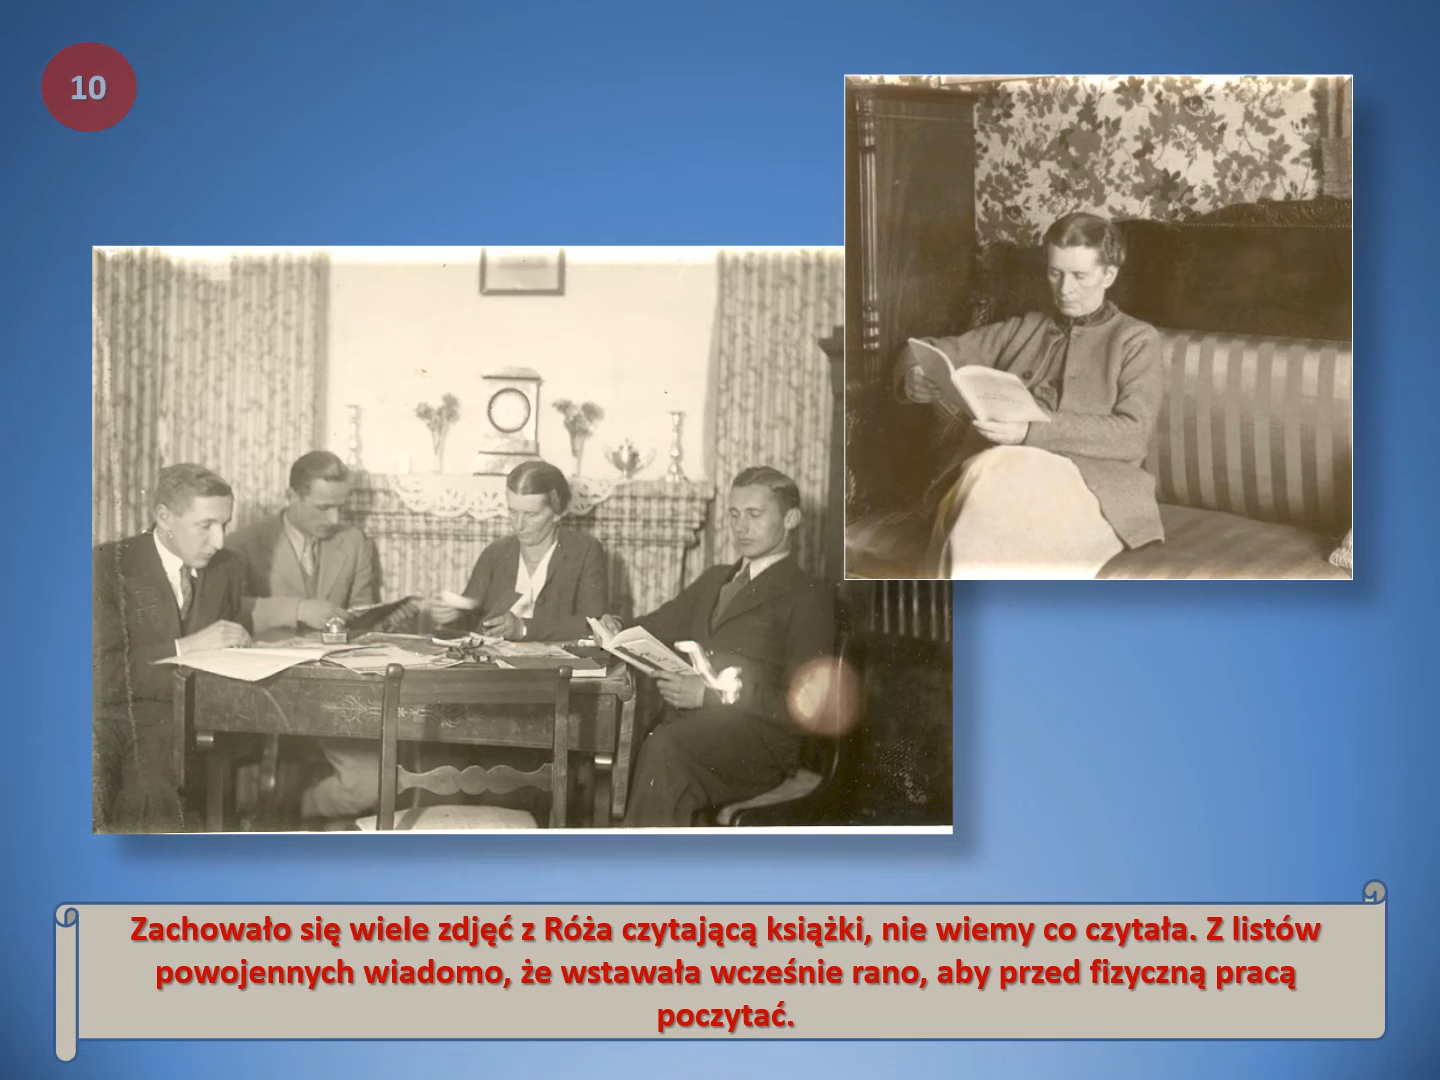 10
Zachowało się wiele zdjęć z Róża czytającą książki, nie wiemy co czytała. Z listów
powojennych wiadomo, że wstawała wcześnie rano, aby przed fizyczną pracą
poczytać.